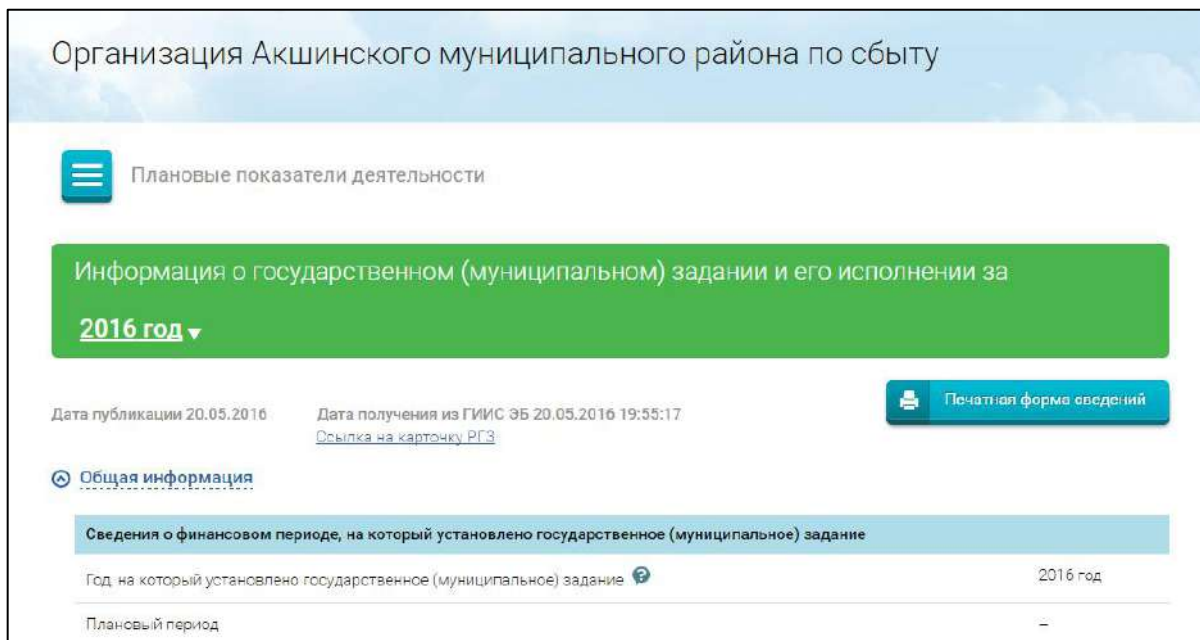 Организация Акшинского муниципального района по сбыту
Плановые показатели деятельности
Информация о государственном (муниципальном) задании и его исполнении за
2016 год
Дата публикации 20.05.2016 Дата получения из ГИИС ЭБ 20.05.2016 19:55:17 Печатная форма сведений
Ссылка на карточку РГЗ
Общая информация
Сведения о финансовом периоде, на который установлено государственное (муниципальное) задание
Год, на который установлено государственное (муниципальное) задание ? 2016 год
Плановый период –